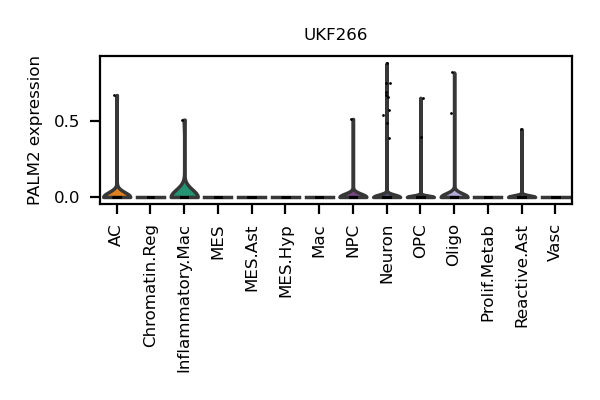 UKF266
PALM2 expression
0.5
0.0
AC
Chromatin.Reg
Inflammatory.Mac
MES
MES.Ast
MES.Hyp
Mac
NPC
Neuron
OPC
Oligo
Prolif.Metab
Reactive.Ast
Vasc